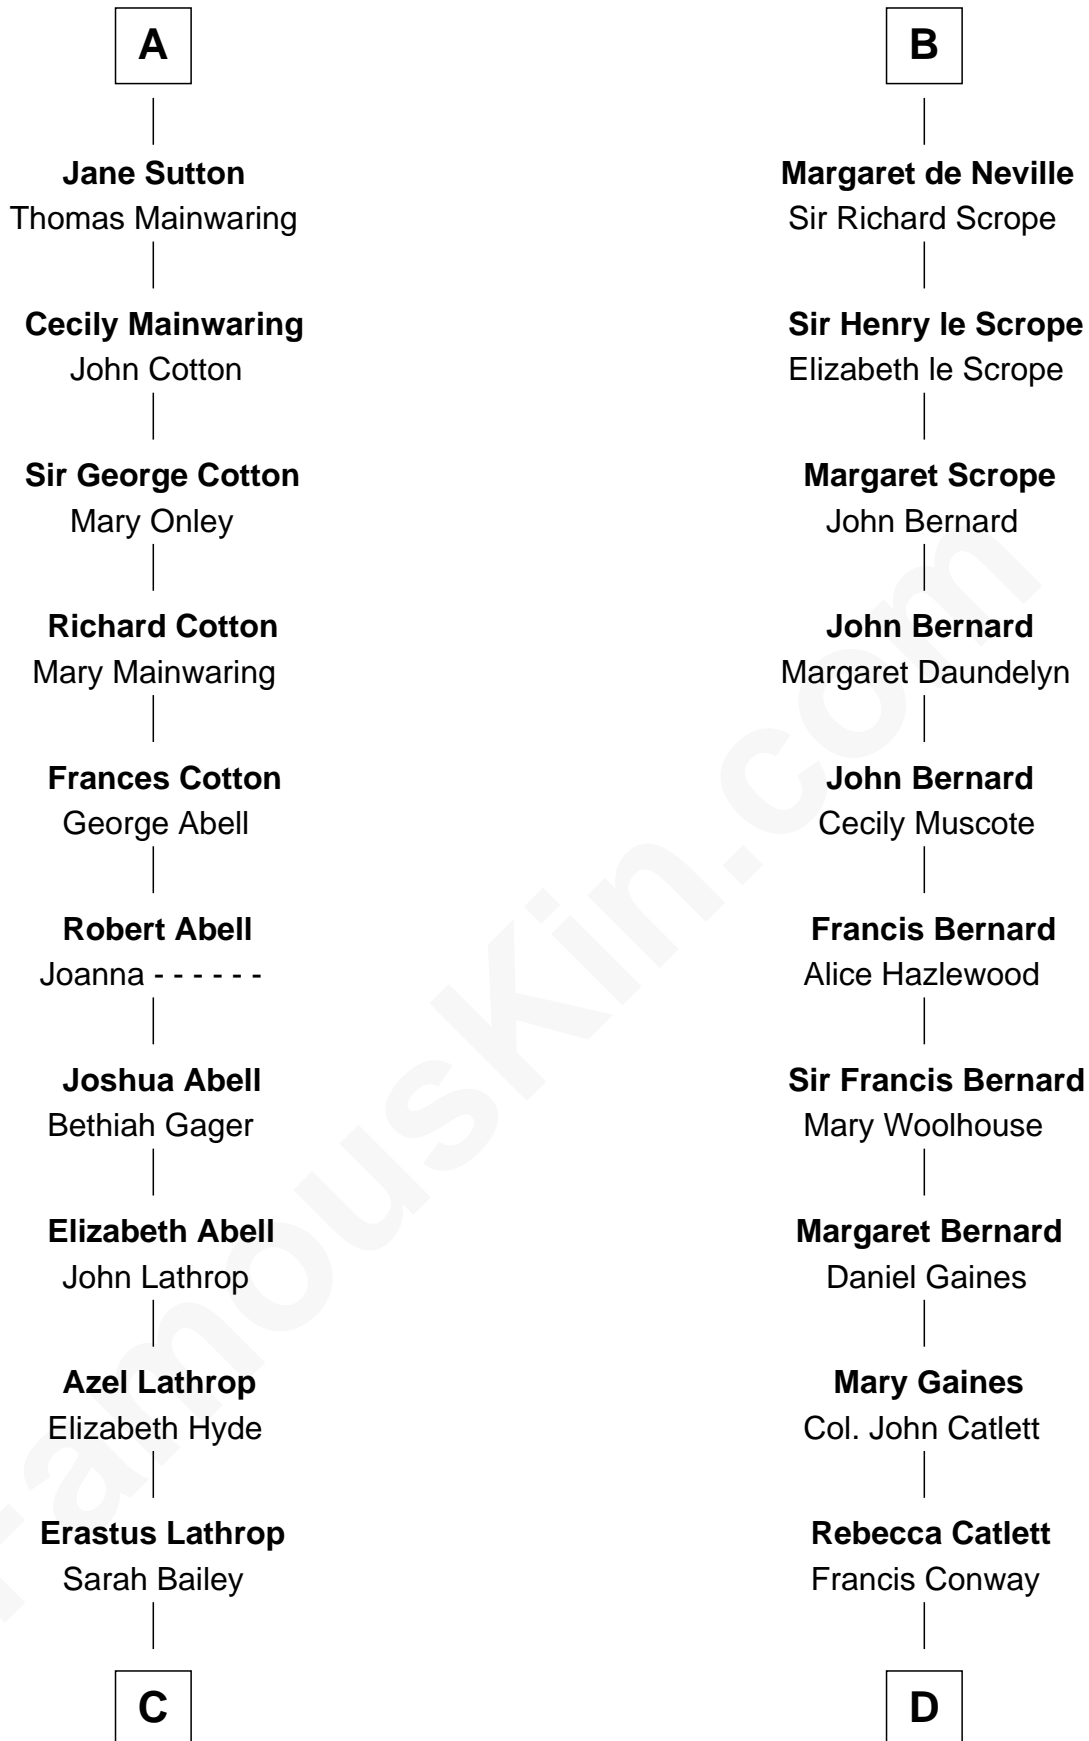 A
Jane Sutton
Thomas Mainwaring
Cecily Mainwaring
John Cotton
Sir George Cotton
Mary Onley
Richard Cotton
Mary Mainwaring
Frances Cotton
George Abell
Robert Abell
Joanna - - - - - -
Joshua Abell
Bethiah Gager
Elizabeth Abell
John Lathrop
Azel Lathrop
Elizabeth Hyde
Erastus Lathrop
Sarah Bailey
C
B
Margaret de Neville
Sir Richard Scrope
Sir Henry le Scrope
Elizabeth le Scrope
Margaret Scrope
John Bernard
John Bernard
Margaret Daundelyn
John Bernard
Cecily Muscote
Francis Bernard
Alice Hazlewood
Sir Francis Bernard
Mary Woolhouse
Margaret Bernard
Daniel Gaines
Mary Gaines
Col. John Catlett
Rebecca Catlett
Francis Conway
D
FamousKin.com